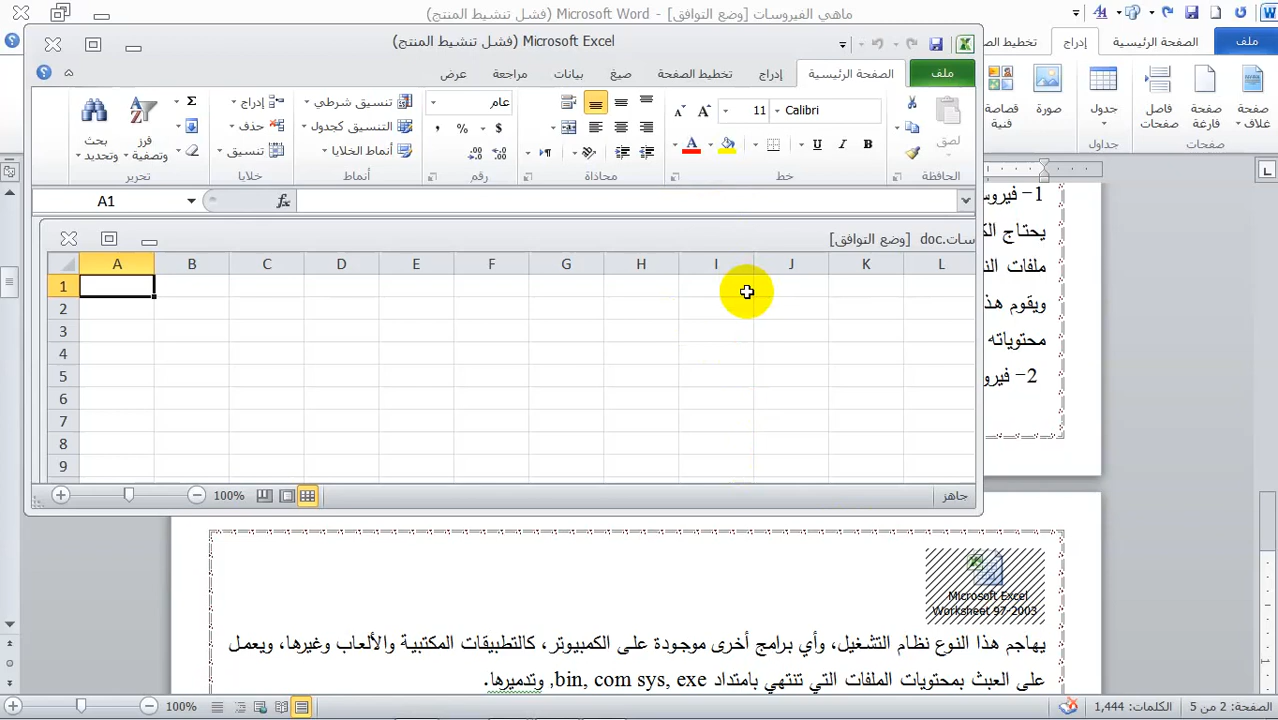 ماهي الفيروسات [وضع التوافق] - Microsoft Word (فشل تنشيط المنتج)
ملف
الصفحة الرئيسية
إدراج
تخطيط
صفحة غلاف
صفحة فارغة
فاصل صفحات
صفحات
جدول
جداول
صورة
قصاصة فنية
Microsoft Excel (فشل تنشيط المنتج)
ملف
الصفحة الرئيسية
إدراج
تخطيط الصفحة
صيغ
بيانات
مراجعة
عرض
لصق
الحافظة
Calibri
11
خط
محاذاة
عام
رقم
تنسيق شرطي
التنسيق كجدول
أنماط الخلايا
أنماط
إدراج
حذف
تنسيق
خلايا
فرز وتصفية
بحث وتحديد
تحرير
A1
fx
سات.doc [وضع التوافق]
A B C D E F G H I J K L
1
2
3
4
5
6
7
8
9
100%
جاهز
1- فيروس
يحتاج الك
ملفات الن
ويقوم هذ
محتوياته
2- فيرو
Microsoft Excel
Worksheet 97-2003
يهاجم هذا النوع نظام التشغيل، وأي برامج أخرى موجودة على الكمبيوتر، كالتطبيقات المكتبية والألعاب وغيرها، ويعمل
على العبث بمحتويات الملفات التي تنتهي بامتداد bin, com sys, exe, وتدميرها.
الصفحة: 2 من 5
الكلمات: 1,444
100%